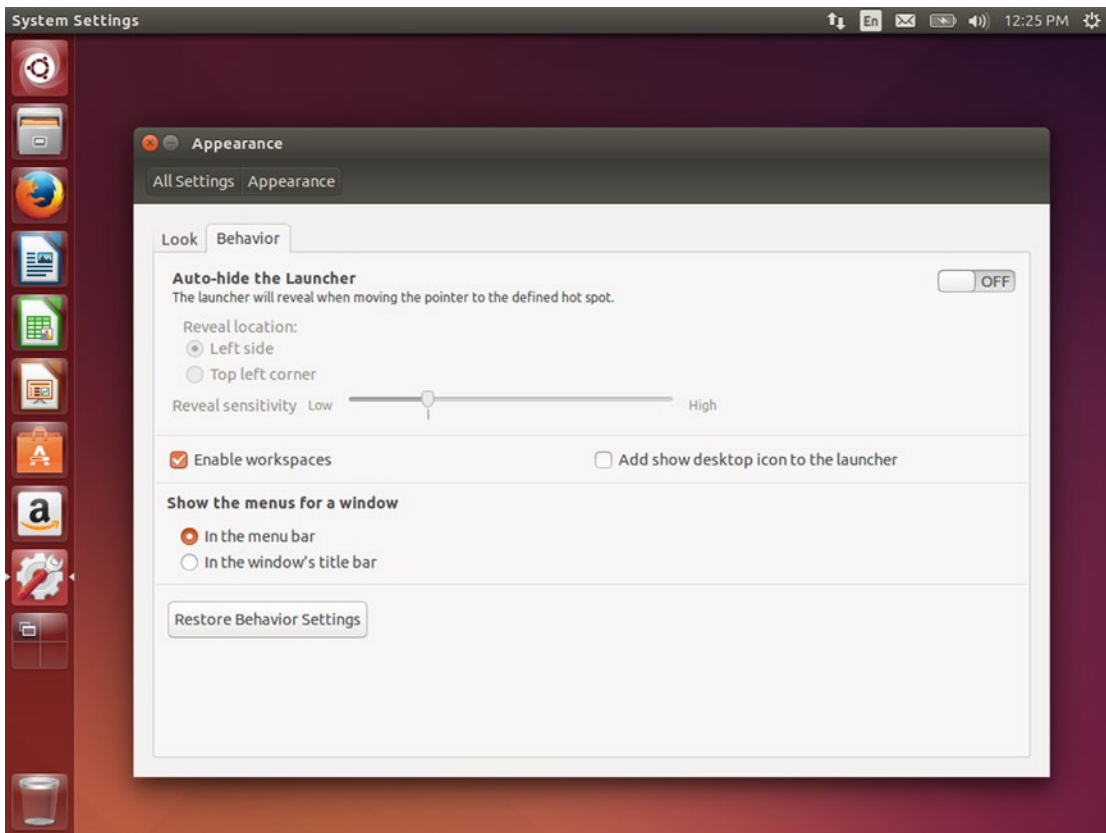 System Settings
En
12:25 PM
Appearance
All Settings Appearance
Look Behavior
Auto-hide the Launcher
OFF
The launcher will reveal when moving the pointer to the defined hot spot.
Reveal location:
Left side
Top left corner
Reveal sensitivity Low High
Enable workspaces Add show desktop icon to the launcher
Show the menus for a window
In the menu bar
In the window's title bar
Restore Behavior Settings